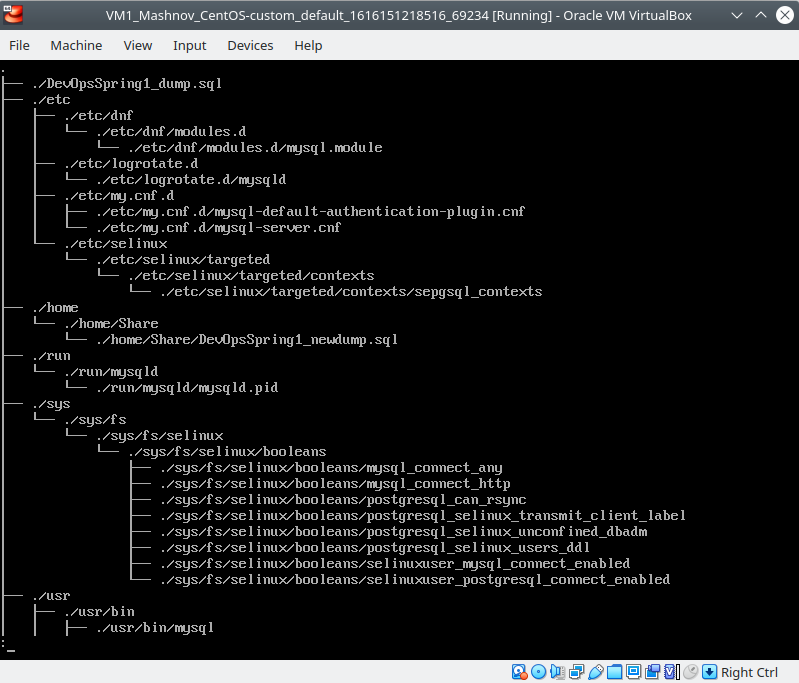 VM1_Mashnov_CentOS-custom_default_1616151218516_69234 [Running] - Oracle VM VirtualBox
File Machine View Input Devices Help
.
├── ./DevOpsSpring1_dump.sql
├── ./etc
│   ├── ./etc/dnf
│   │   └── ./etc/dnf/modules.d
│   │       └── ./etc/dnf/modules.d/mysql.module
│   ├── ./etc/logrotate.d
│   │   └── ./etc/logrotate.d/mysqld
│   ├── ./etc/my.cnf.d
│   │   ├── ./etc/my.cnf.d/mysql-default-authentication-plugin.cnf
│   │   └── ./etc/my.cnf.d/mysql-server.cnf
│   └── ./etc/selinux
│       └── ./etc/selinux/targeted
│           └── ./etc/selinux/targeted/contexts
│               └── ./etc/selinux/targeted/contexts/sepgsql_contexts
├── ./home
│   └── ./home/Share
│       └── ./home/Share/DevOpsSpring1_newdump.sql
├── ./run
│   └── ./run/mysqld
│       └── ./run/mysqld/mysqld.pid
├── ./sys
│   └── ./sys/fs
│       └── ./sys/fs/selinux
│           └── ./sys/fs/selinux/booleans
│               ├── ./sys/fs/selinux/booleans/mysql_connect_any
│               ├── ./sys/fs/selinux/booleans/mysql_connect_http
│               ├── ./sys/fs/selinux/booleans/postgresql_can_rsync
│               ├── ./sys/fs/selinux/booleans/postgresql_selinux_transmit_client_label
│               ├── ./sys/fs/selinux/booleans/postgresql_selinux_unconfined_dbadm
│               ├── ./sys/fs/selinux/booleans/postgresql_selinux_users_ddl
│               ├── ./sys/fs/selinux/booleans/selinuxuser_mysql_connect_enabled
│               └── ./sys/fs/selinux/booleans/selinuxuser_postgresql_connect_enabled
├── ./usr
│   ├── ./usr/bin
│   │   ├── ./usr/bin/mysql
:_
Right Ctrl